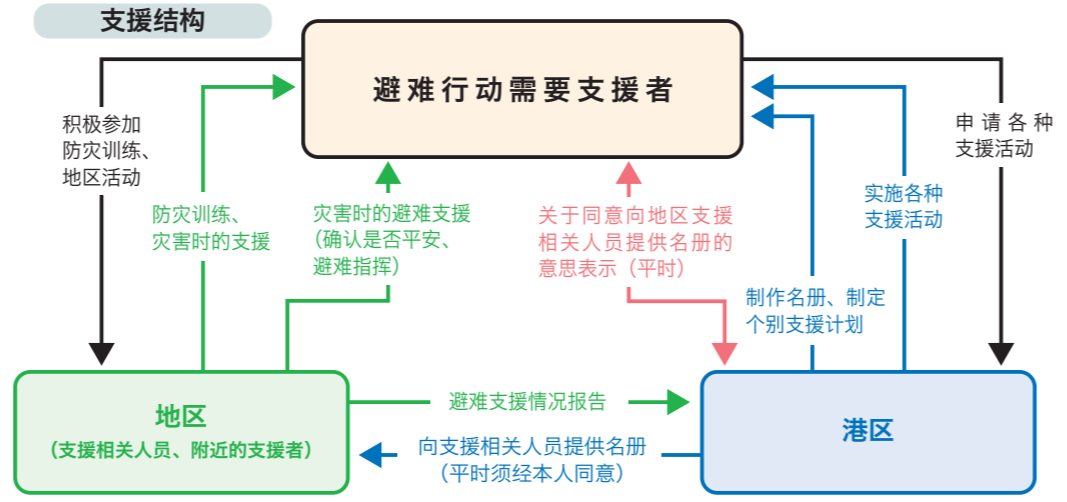 支援结构
避难行动需要支援者
积极参加
防灾训练、
地区活动
防灾训练、
灾害时的支援
灾害时的避难支援
（确认是否平安、
避难指挥）
关于同意向地区支援
相关人员提供名册的
意思表示（平时）
制作名册、制定
个别支援计划
实施各种
支援活动
申请各种
支援活动
地区
（支援相关人员、附近的支援者）
避难支援情况报告
向支援相关人员提供名册
（平时须经本人同意）
港区